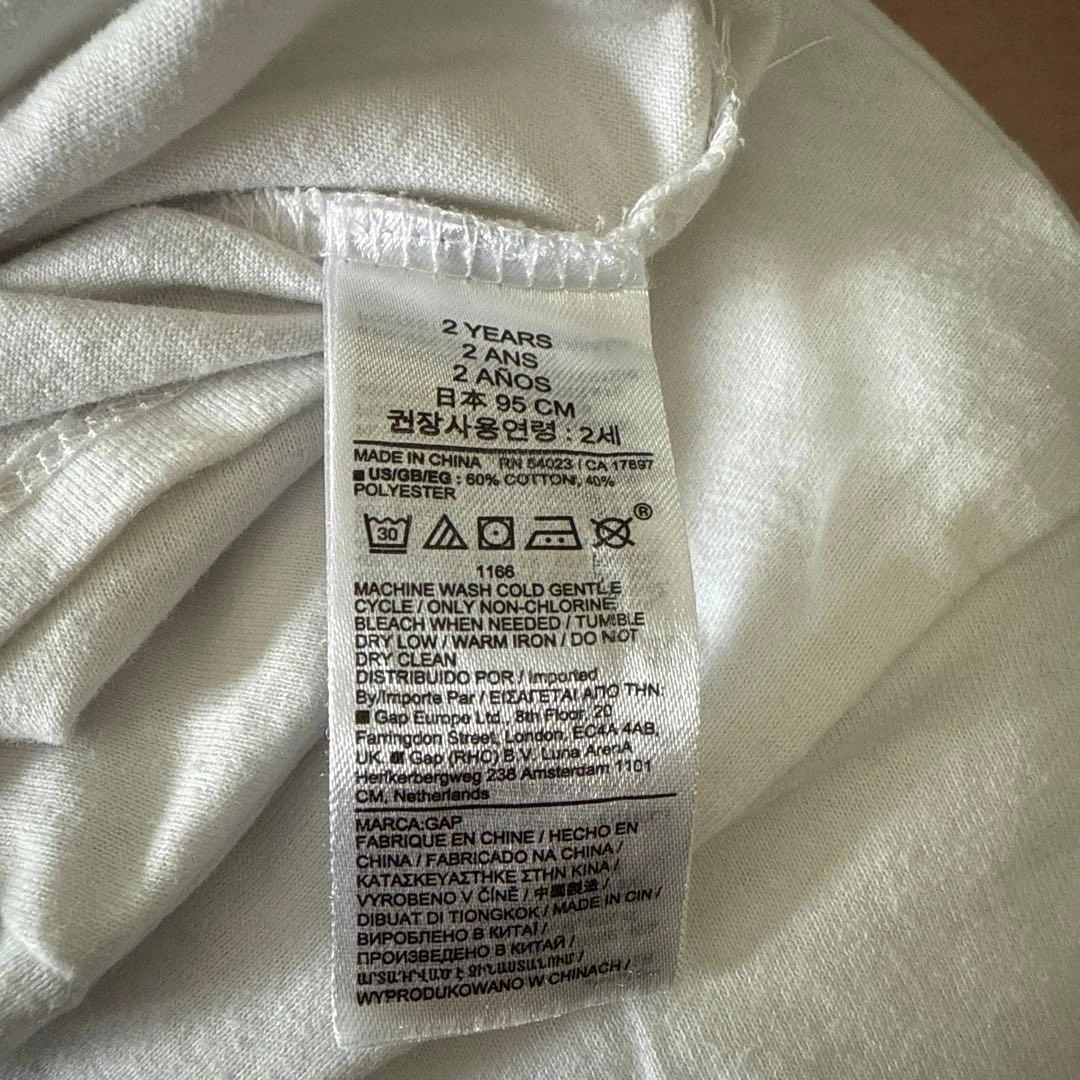 2 YEARS
2 ANS
2 AÑOS
日本 95 CM
권장사용연령 : 2세
MADE IN CHINA RN 54023 / CA 17897
US/GB/EG : 60% COTTON, 40%
POLYESTER
30
®
1166
MACHINE WASH COLD GENTLE
CYCLE / ONLY NON-CHLORINE
BLEACH WHEN NEEDED / TUMBLE
DRY LOW / WARM IRON / DO NOT
DRY CLEAN
DISTRIBUIDO POR / Imported
By/Importe Par / ΕΙΣΑΓΕΤΑΙ ΑΠΟ ΤΗΝ:
Gap Europe Ltd., 8th Floor, 20
Farringdon Street, London, EC4A 4AB,
UK. Gap (RHC) B.V. Luna ArenA
Herikerbergweg 238 Amsterdam 1101
CM, Netherlands
MARCA:GAP
FABRIQUE EN CHINE / HECHO EN
CHINA / FABRICADO NA CHINA /
ΚΑΤΑΣΚΕΥΑΣΤΗΚΕ ΣΤΗΝ ΚΙΝΑ /
VYROBENO V ČÍNĚ / 中國製造 /
DIBUAT DI TIONGKOK / MADE IN CIN /
ВИРОБЛЕНО В КИТАЇ /
ПРОИЗВЕДЕНО В КИТАЙ /
ԱՐՏԱԴՐՎԱԾ Է ՉԻՆԱՍՏԱՆՈՒՄ /
WYPRODUKOWANO W CHINACH /